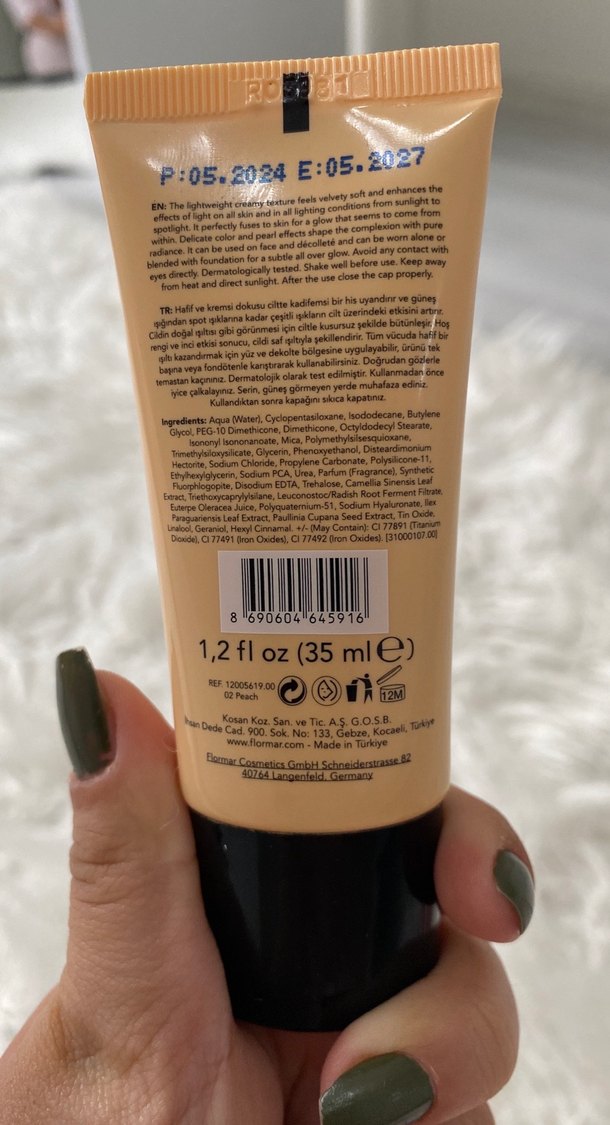 P:05.2024 E:05.2027
EN: The lightweight creamy texture feels velvety soft and enhances the
effects of light on all skin and in all lighting conditions from sunlight to
spotlight. It perfectly fuses to skin for a glow that seems to come from
within. Delicate color and pearl effects shape the complexion with pure
radiance. It can be used on face and décolleté and can be worn alone or
blended with foundation for a subtle all over glow. Avoid any contact with
eyes directly. Dermatologically tested. Shake well before use. Keep away
from heat and direct sunlight. After the use close the cap properly.
TR: Hafif ve kremsi dokusu ciltte kadifemsi bir his uyandırır ve güneş
ışığından spot ışıklarına kadar çeşitli ışıkların cilt üzerindeki etkisini artırır.
Cildin doğal ışıltısı gibi görünmesi için ciltle kusursuz şekilde bütünleşir. Hoş
rengi ve inci etkisi sonucu, cildi saf ışıltıyla şekillendirir. Tüm vücuda hafif bir
ışıltı kazandırmak için yüz ve dekolte bölgesine uygulayabilir, ürünü tek
başına veya fondötenle karıştırarak kullanabilirsiniz. Doğrudan gözlerle
temastan kaçınınız. Dermatolojik olarak test edilmiştir. Kullanmadan önce
iyice çalkalayınız. Serin, güneş görmeyen yerde muhafaza ediniz.
Kullandıktan sonra kapağını sıkıca kapatınız.
Ingredients: Aqua (Water), Cyclopentasiloxane, Isododecane, Butylene
Glycol, PEG-10 Dimethicone, Dimethicone, Octyldodecyl Stearate,
Isononyl Isononanoate, Mica, Polymethylsilsesquioxane,
Trimethylsiloxysilicate, Glycerin, Phenoxyethanol, Disteardimonium
Hectorite, Sodium Chloride, Propylene Carbonate, Polysilicone-11,
Ethylhexylglycerin, Sodium PCA, Urea, Parfum (Fragrance), Synthetic
Fluorphlogopite, Disodium EDTA, Trehalose, Camellia Sinensis Leaf
Extract, Triethoxycaprylylsilane, Leuconostoc/Radish Root Ferment Filtrate,
Euterpe Oleracea Juice, Polyquaternium-51, Sodium Hyaluronate, Ilex
Paraguariensis Leaf Extract, Paullinia Cupana Seed Extract, Tin Oxide,
Linalool, Geraniol, Hexyl Cinnamal. +/- (May Contain): CI 77891 (Titanium
Dioxide), CI 77491 (Iron Oxides), CI 77492 (Iron Oxides). [31000107.00]
8 690604 645916
1,2 fl oz (35 ml ℮)
REF. 12005619.00
02 Peach
12M
Kosan Koz. San. ve Tic. A.Ş. G.O.S.B.
İhsan Dede Cad. 900. Sok. No: 133, Gebze, Kocaeli, Türkiye
www.flormar.com - Made in Türkiye
Flormar Cosmetics GmbH Schneiderstrasse 82
40764 Langenfeld, Germany